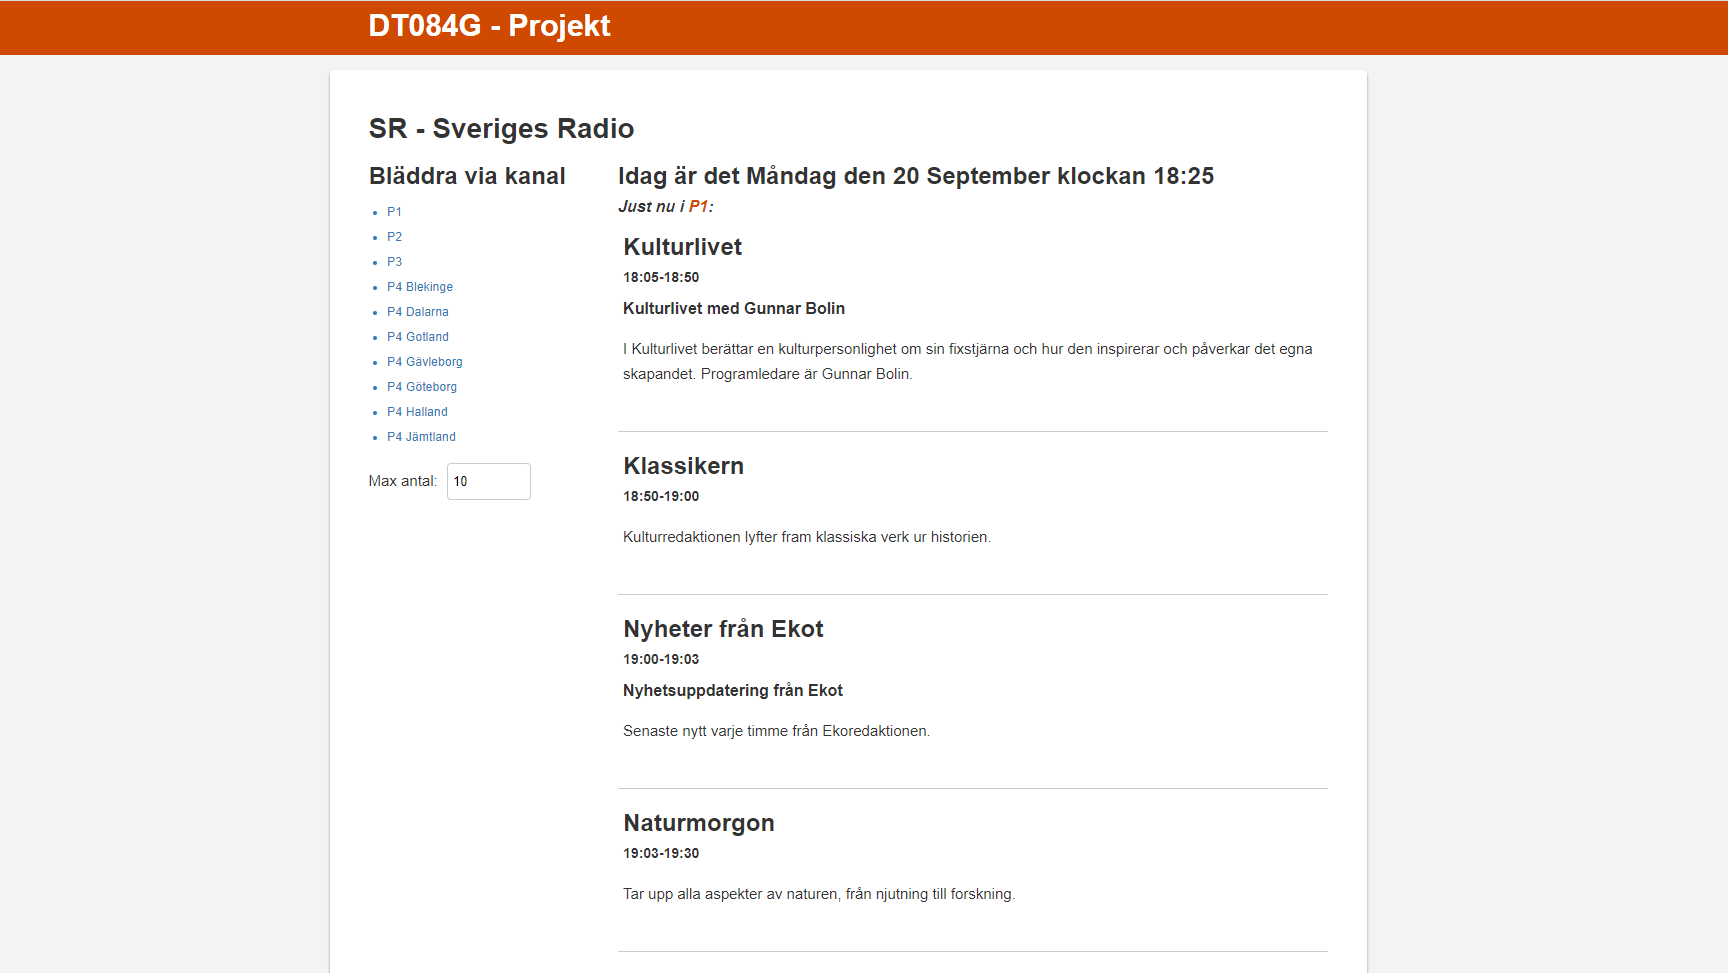 DT084G - Projekt
SR - Sveriges Radio
Bläddra via kanal
P1
P2
P3
P4 Blekinge
P4 Dalarna
P4 Gotland
P4 Gävleborg
P4 Göteborg
P4 Halland
P4 Jämtland
Max antal: 10
Idag är det Måndag den 20 September klockan 18:25
Just nu i P1:
Kulturlivet
18:05-18:50
Kulturlivet med Gunnar Bolin
I Kulturlivet berättar en kulturpersonlighet om sin fixstjärna och hur den inspirerar och påverkar det egna
skapandet. Programledare är Gunnar Bolin.
Klassikern
18:50-19:00
Kulturredaktionen lyfter fram klassiska verk ur historien.
Nyheter från Ekot
19:00-19:03
Nyhetsuppdatering från Ekot
Senaste nytt varje timme från Ekoredaktionen.
Naturmorgon
19:03-19:30
Tar upp alla aspekter av naturen, från njutning till forskning.